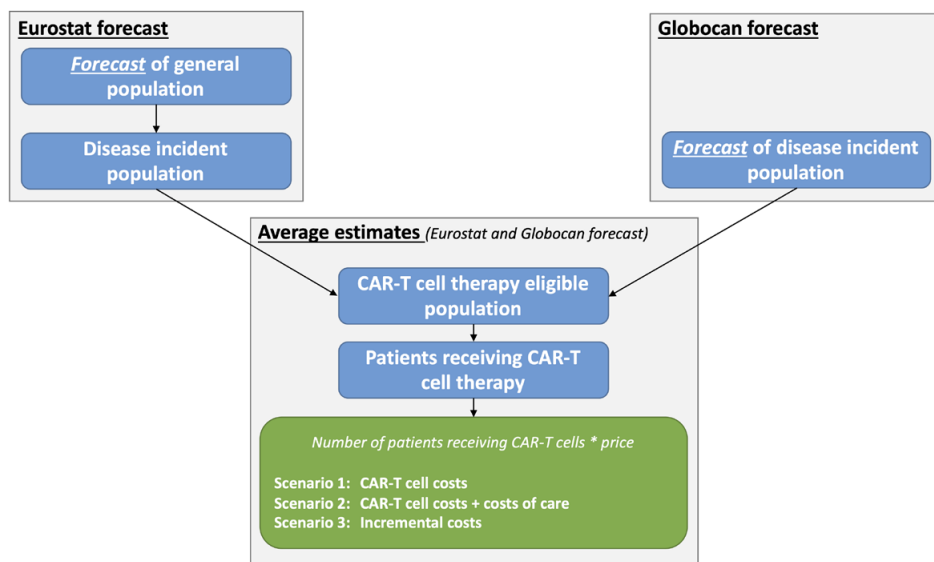 Eurostat forecast
Forecast of general
population
Disease incident
population
Globocan forecast
Forecast of disease incident
population
Average estimates (Eurostat and Globocan forecast)
CAR-T cell therapy eligible
population
Patients receiving CAR-T
cell therapy
Number of patients receiving CAR-T cells * price
Scenario 1: CAR-T cell costs
Scenario 2: CAR-T cell costs + costs of care
Scenario 3: Incremental costs